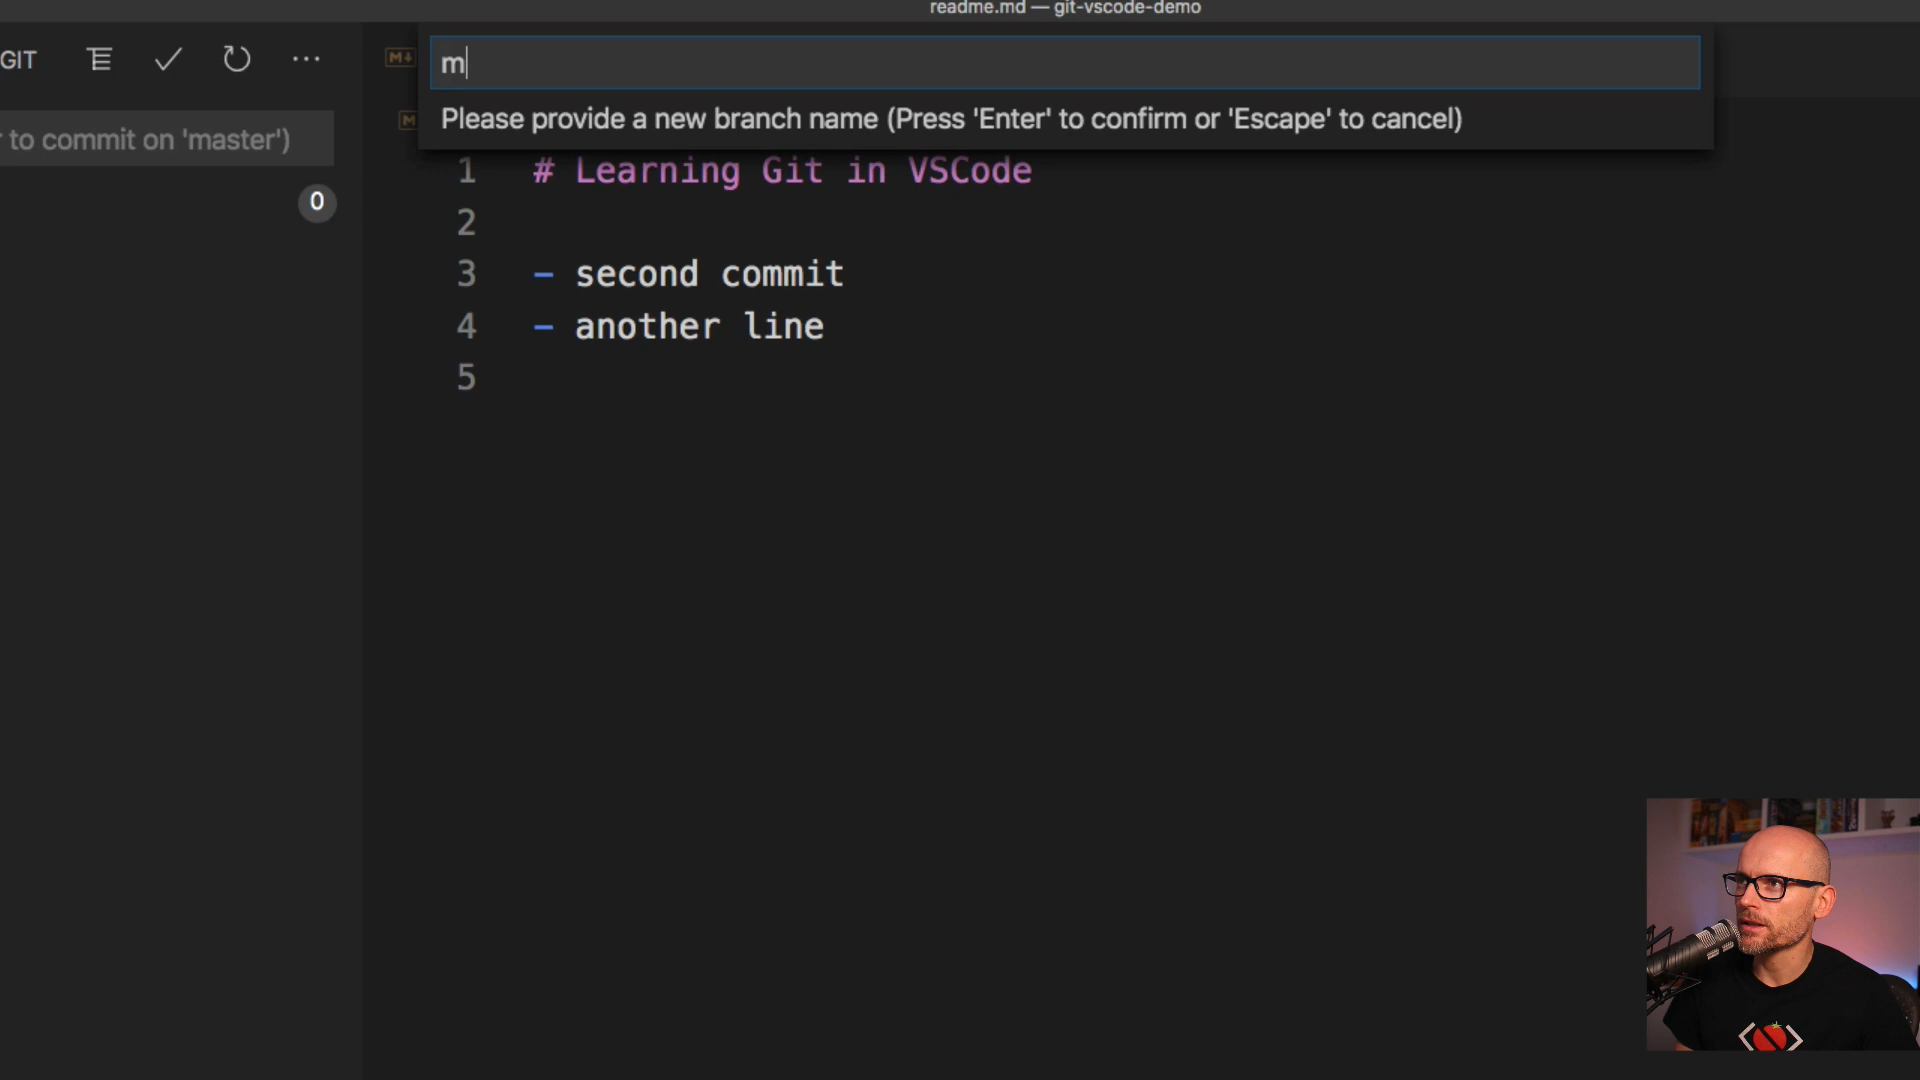 readme.md — git-vscode-demo
GIT
m
M↓
Please provide a new branch name (Press 'Enter' to confirm or 'Escape' to cancel)
M
r to commit on 'master')
0
1 # Learning Git in VSCode
2
3 - second commit
4 - another line
5